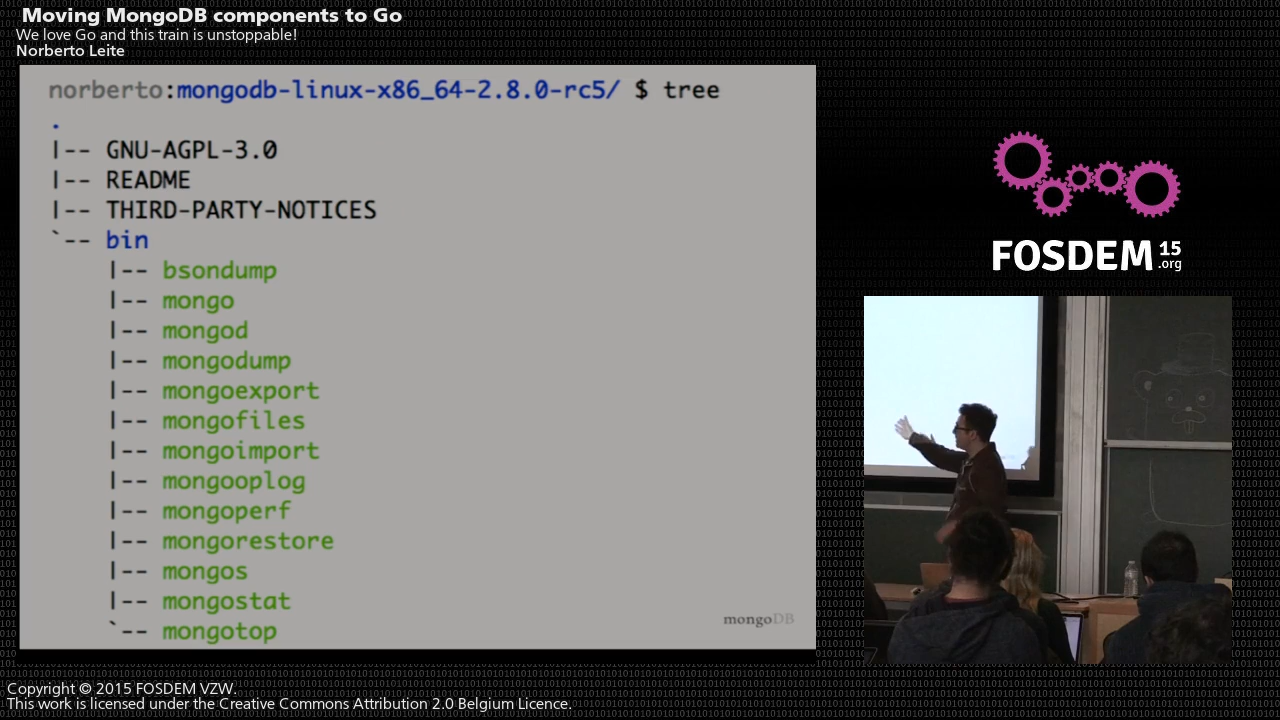 Moving MongoDB components to Go
We love Go and this train is unstoppable!
Norberto Leite
norberto:mongodb-linux-x86_64-2.8.0-rc5/ $ tree
.
|-- GNU-AGPL-3.0
|-- README
|-- THIRD-PARTY-NOTICES
`-- bin
    |-- bsondump
    |-- mongo
    |-- mongod
    |-- mongodump
    |-- mongoexport
    |-- mongofiles
    |-- mongoimport
    |-- mongooplog
    |-- mongoperf
    |-- mongorestore
    |-- mongos
    |-- mongostat
    `-- mongotop
mongoDB
FOSDEM 15
.org
Copyright © 2015 FOSDEM VZW.
This work is licensed under the Creative Commons Attribution 2.0 Belgium Licence.